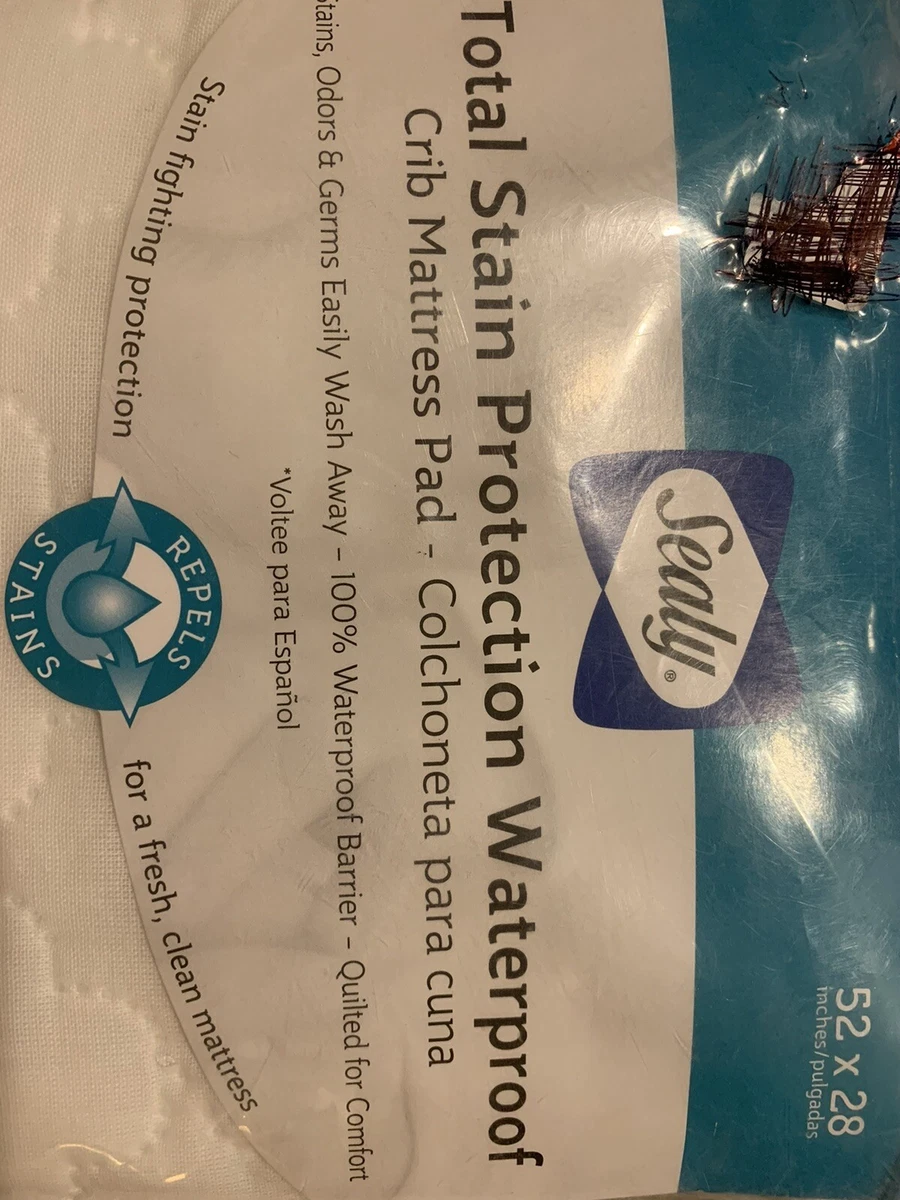 Sealy®
52 x 28
inches/pulgadas
Total Stain Protection Waterproof
Crib Mattress Pad - Colchoneta para cuna
Stains, Odors & Germs Easily Wash Away – 100% Waterproof Barrier – Quilted for Comfort
*Voltee para Español
Stain fighting protection
REPELS
STAINS
for a fresh, clean mattress